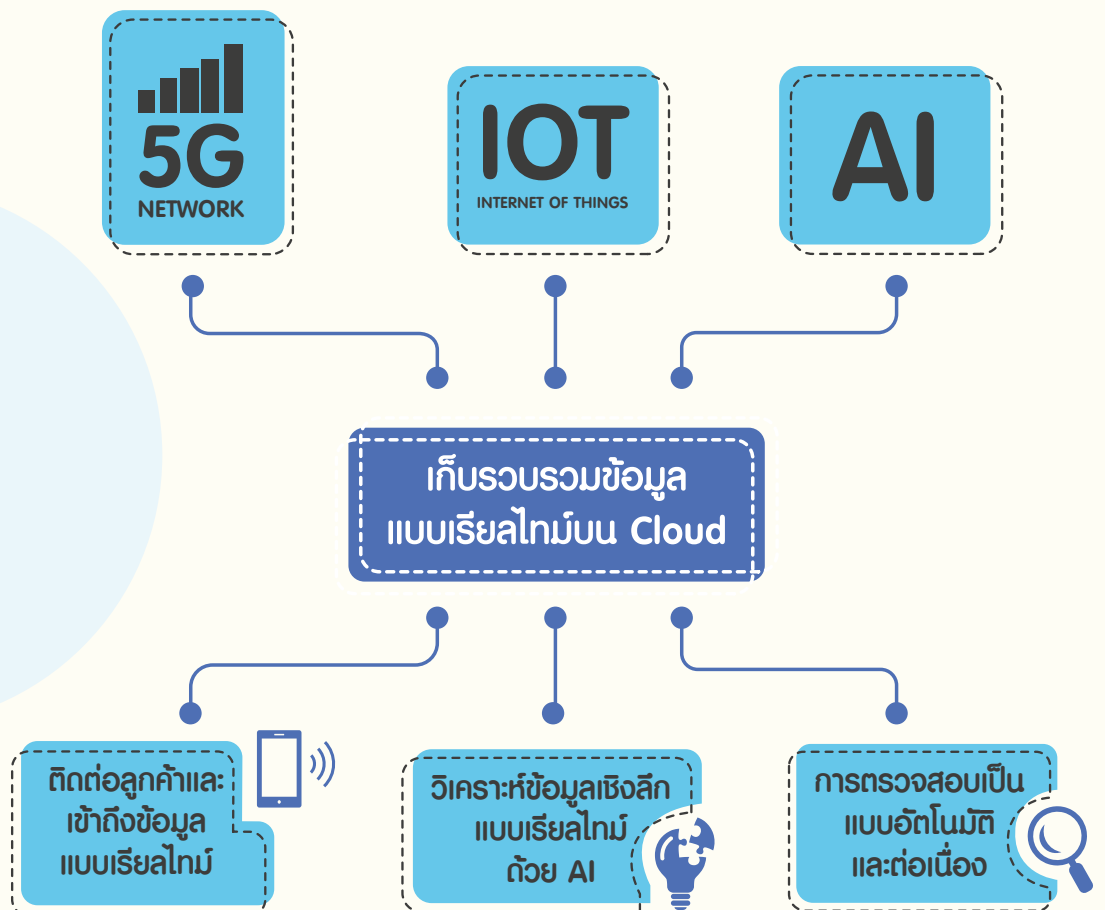 5G
NETWORK
IOT
INTERNET OF THINGS
AI
เก็บรวบรวมข้อมูล
แบบเรียลไทม์บน Cloud
ติดต่อลูกค้าและ
เข้าถึงข้อมูล
แบบเรียลไทม์
วิเคราะห์ข้อมูลเชิงลึก
แบบเรียลไทม์
ด้วย AI
การตรวจสอบเป็น
แบบอัตโนมัติ
และต่อเนื่อง